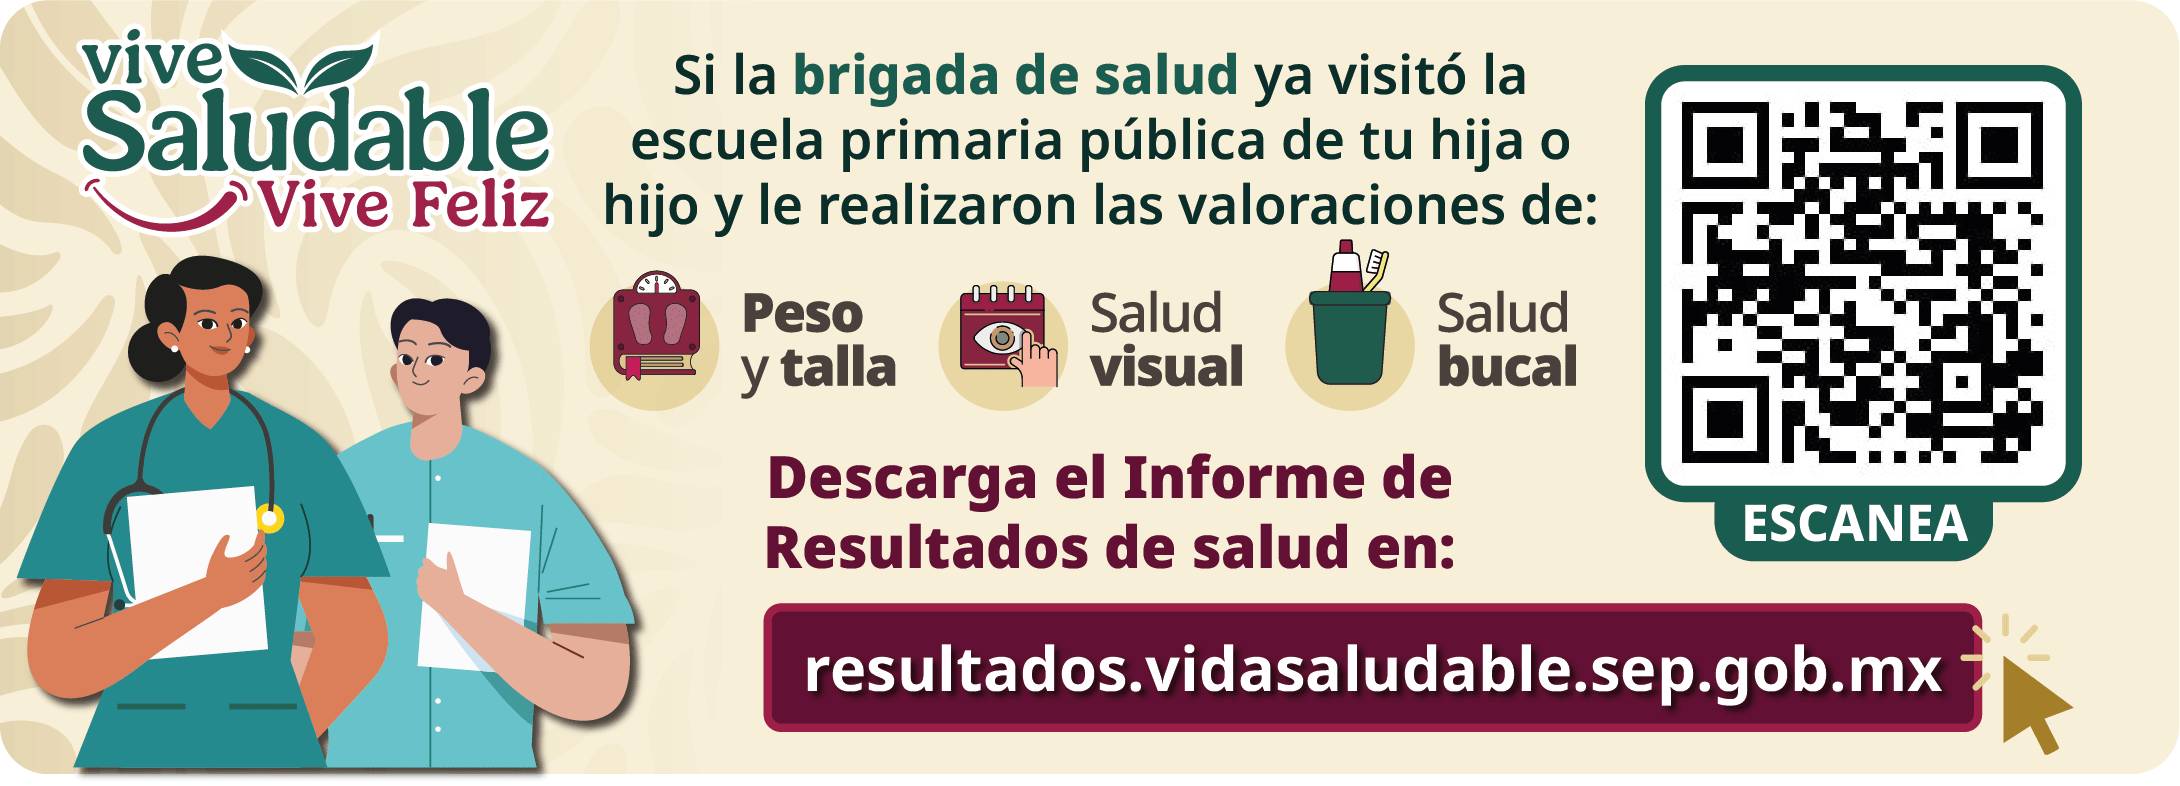 vive
Saludable
Vive Feliz
Si la brigada de salud ya visitó la
escuela primaria pública de tu hija o
hijo y le realizaron las valoraciones de:
Peso
y talla
Salud
visual
Salud
bucal
Descarga el Informe de
Resultados de salud en:
resultados.vidasaludable.sep.gob.mx
ESCANEA